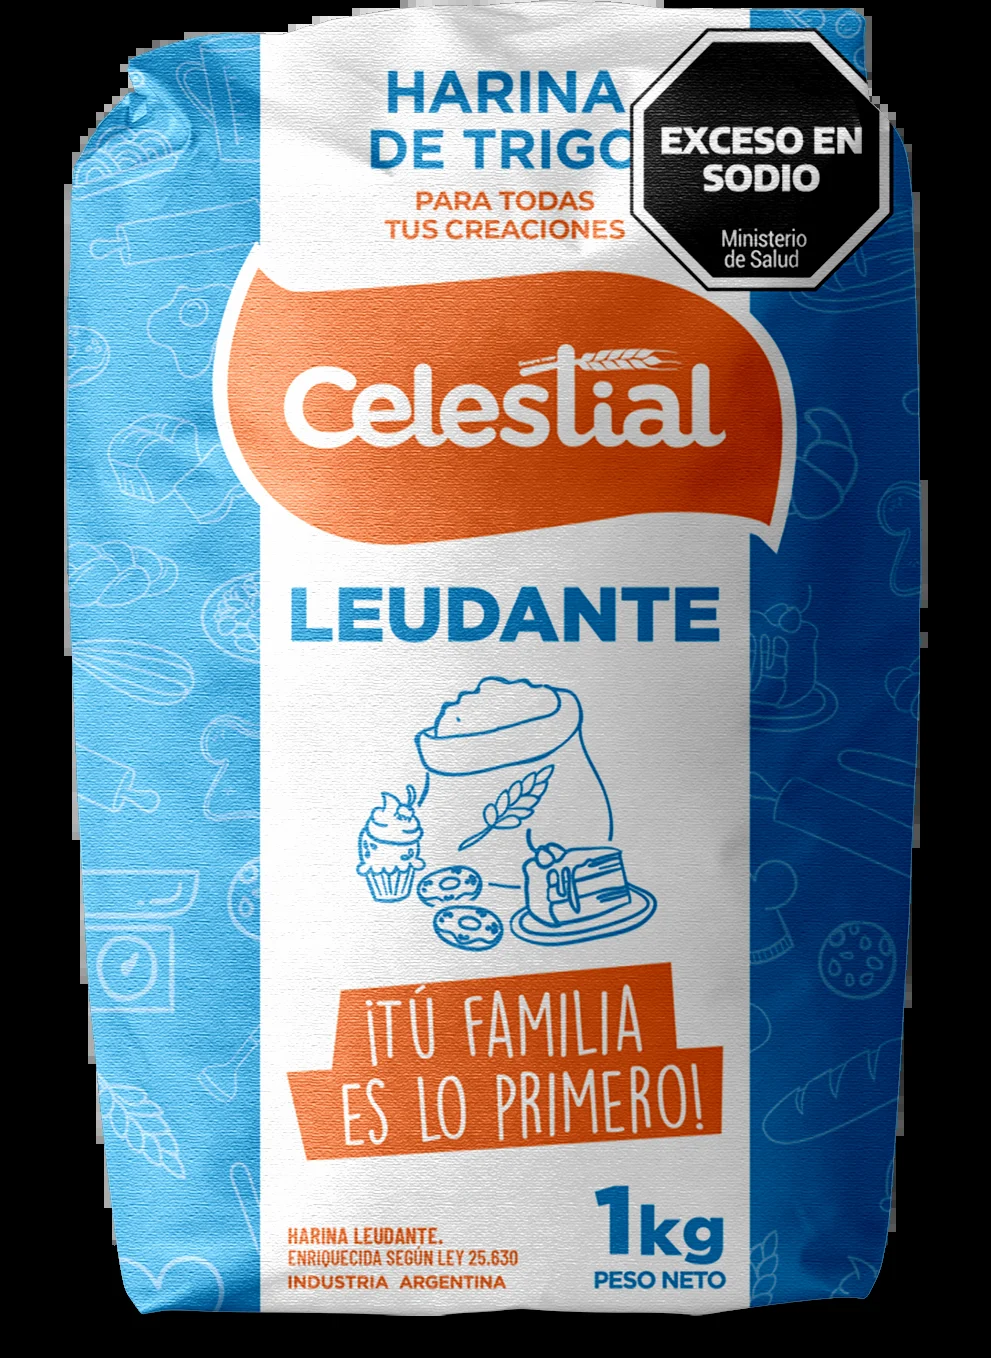 HARINA
DE TRIGO
PARA TODAS
TUS CREACIONES
EXCESO EN
SODIO
Ministerio
de Salud
Celestial
LEUDANTE
¡TÚ FAMILIA
ES LO PRIMERO!
HARINA LEUDANTE.
ENRIQUECIDA SEGÚN LEY 25.630
INDUSTRIA ARGENTINA
1kg
PESO NETO